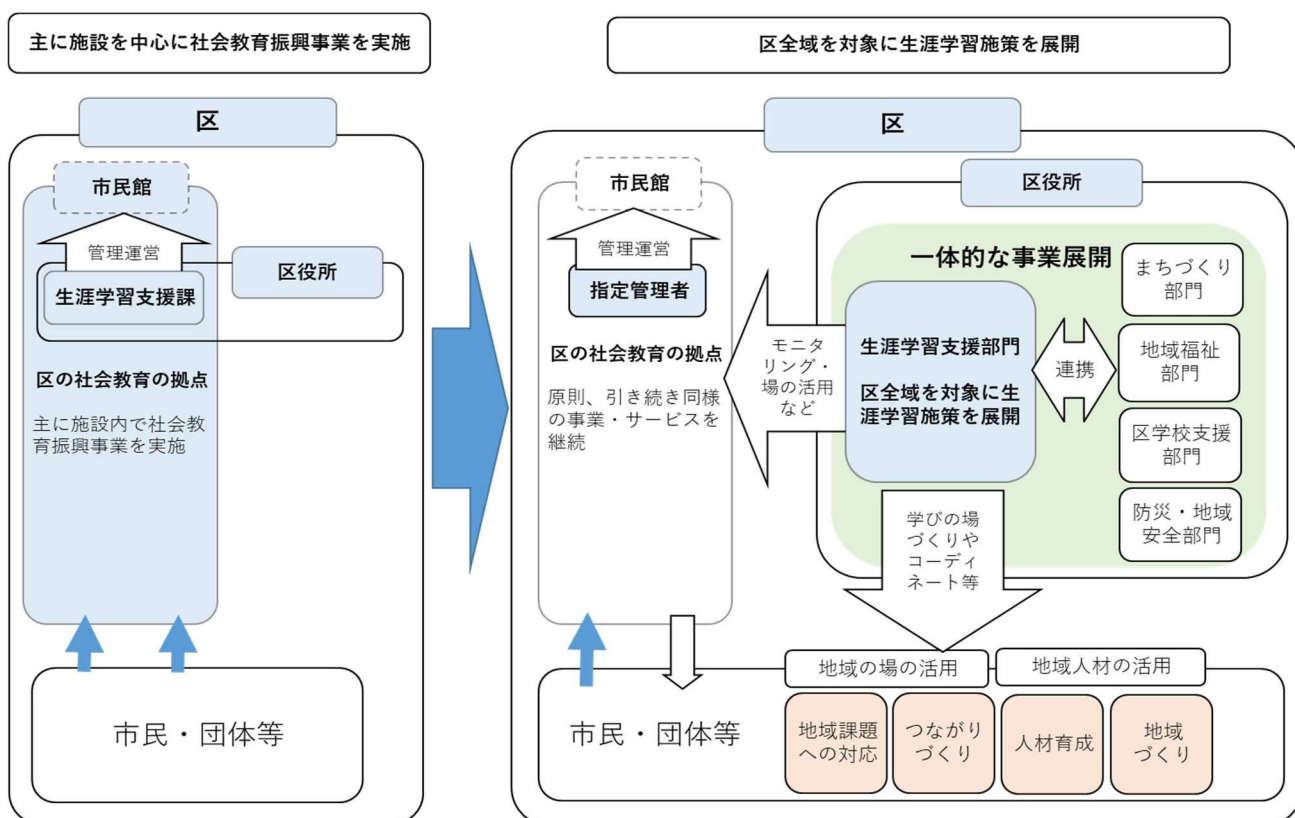 主に施設を中心に社会教育振興事業を実施
区
市民館
管理運営
区役所
生涯学習支援課
区の社会教育の拠点
主に施設内で社会教
育振興事業を実施
市民・団体等
区全域を対象に生涯学習施策を展開
区
市民館
管理運営
指定管理者
区の社会教育の拠点
原則、引き続き同様
の事業・サービスを
継続
モニタ
リング・
場の活用
など
区役所
一体的な事業展開
生涯学習支援部門
区全域を対象に生
涯学習施策を展開
連携
まちづくり
部門
地域福祉
部門
区学校支援
部門
防災・地域
安全部門
学びの場
づくりや
コーディ
ネート等
市民・団体等
地域の場の活用
地域人材の活用
地域課題
への対応
つながり
づくり
人材育成
地域
づくり